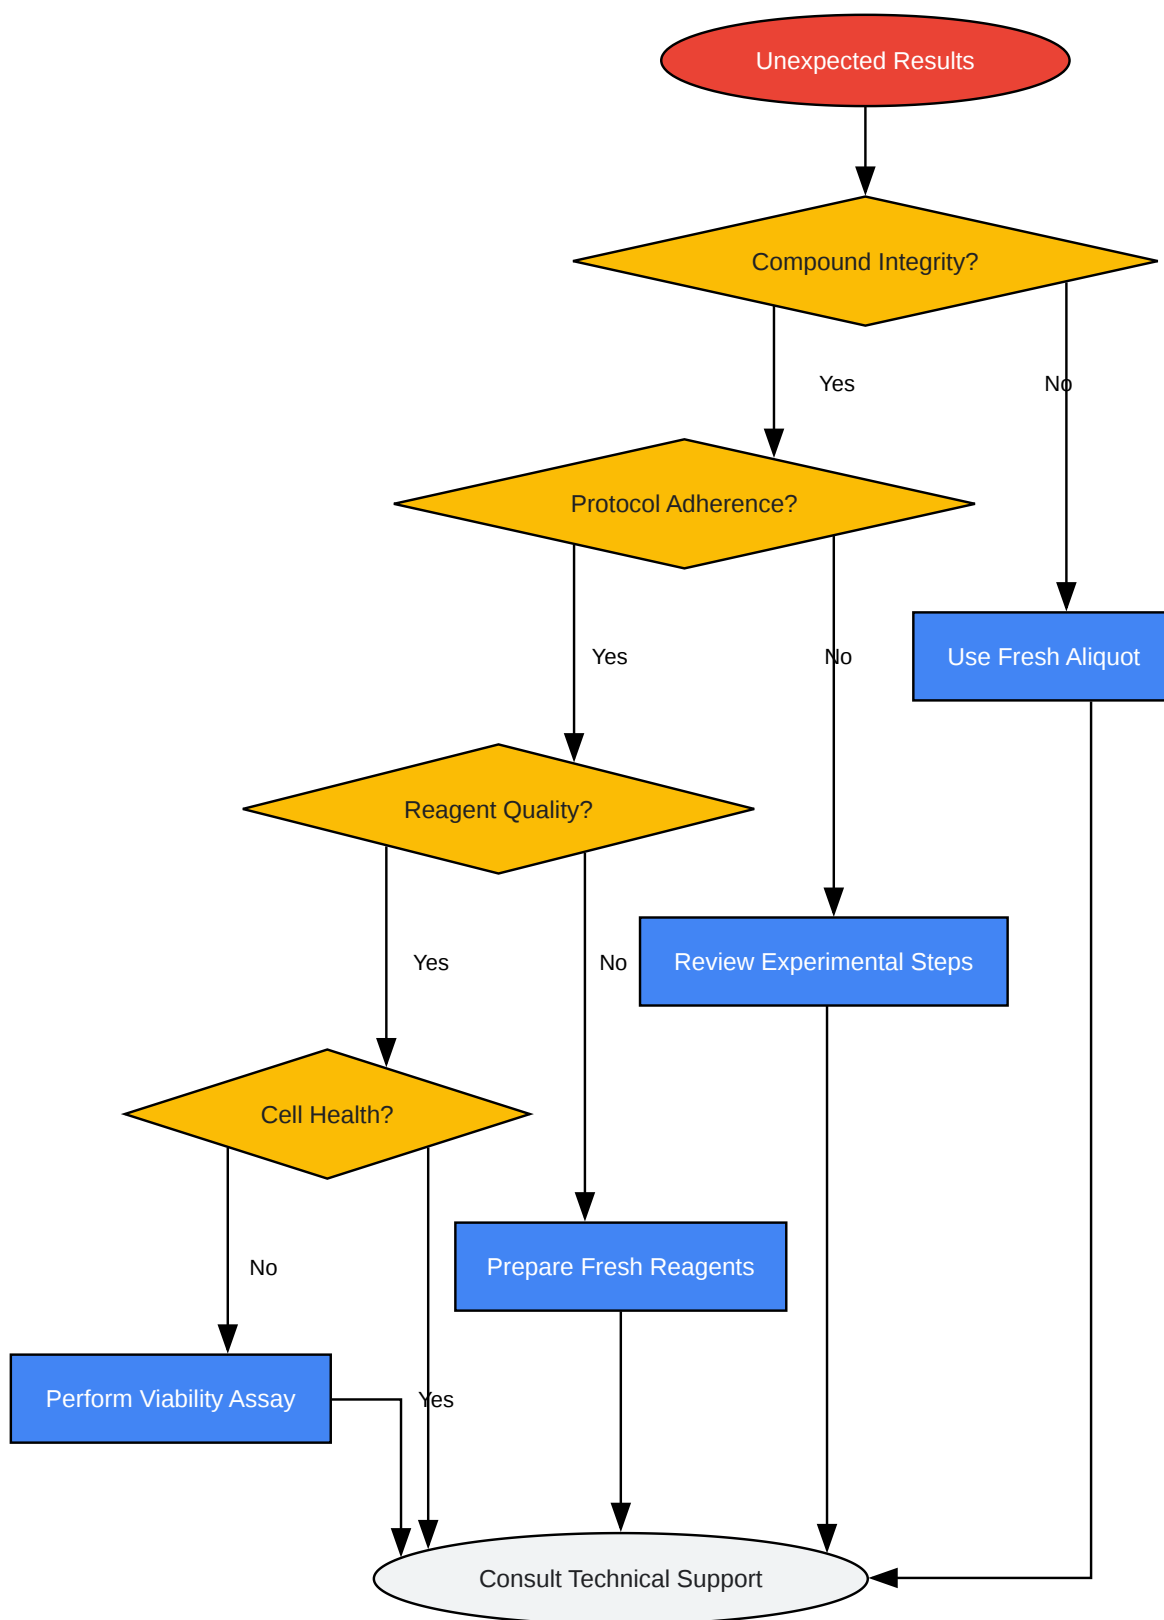 Unexpected Results
Compound Integrity?
Yes
No
Protocol Adherence?
Yes
No
Use Fresh Aliquot
Reagent Quality?
Yes
No
Review Experimental Steps
Cell Health?
No
Prepare Fresh Reagents
Perform Viability Assay
Yes
Consult Technical Support